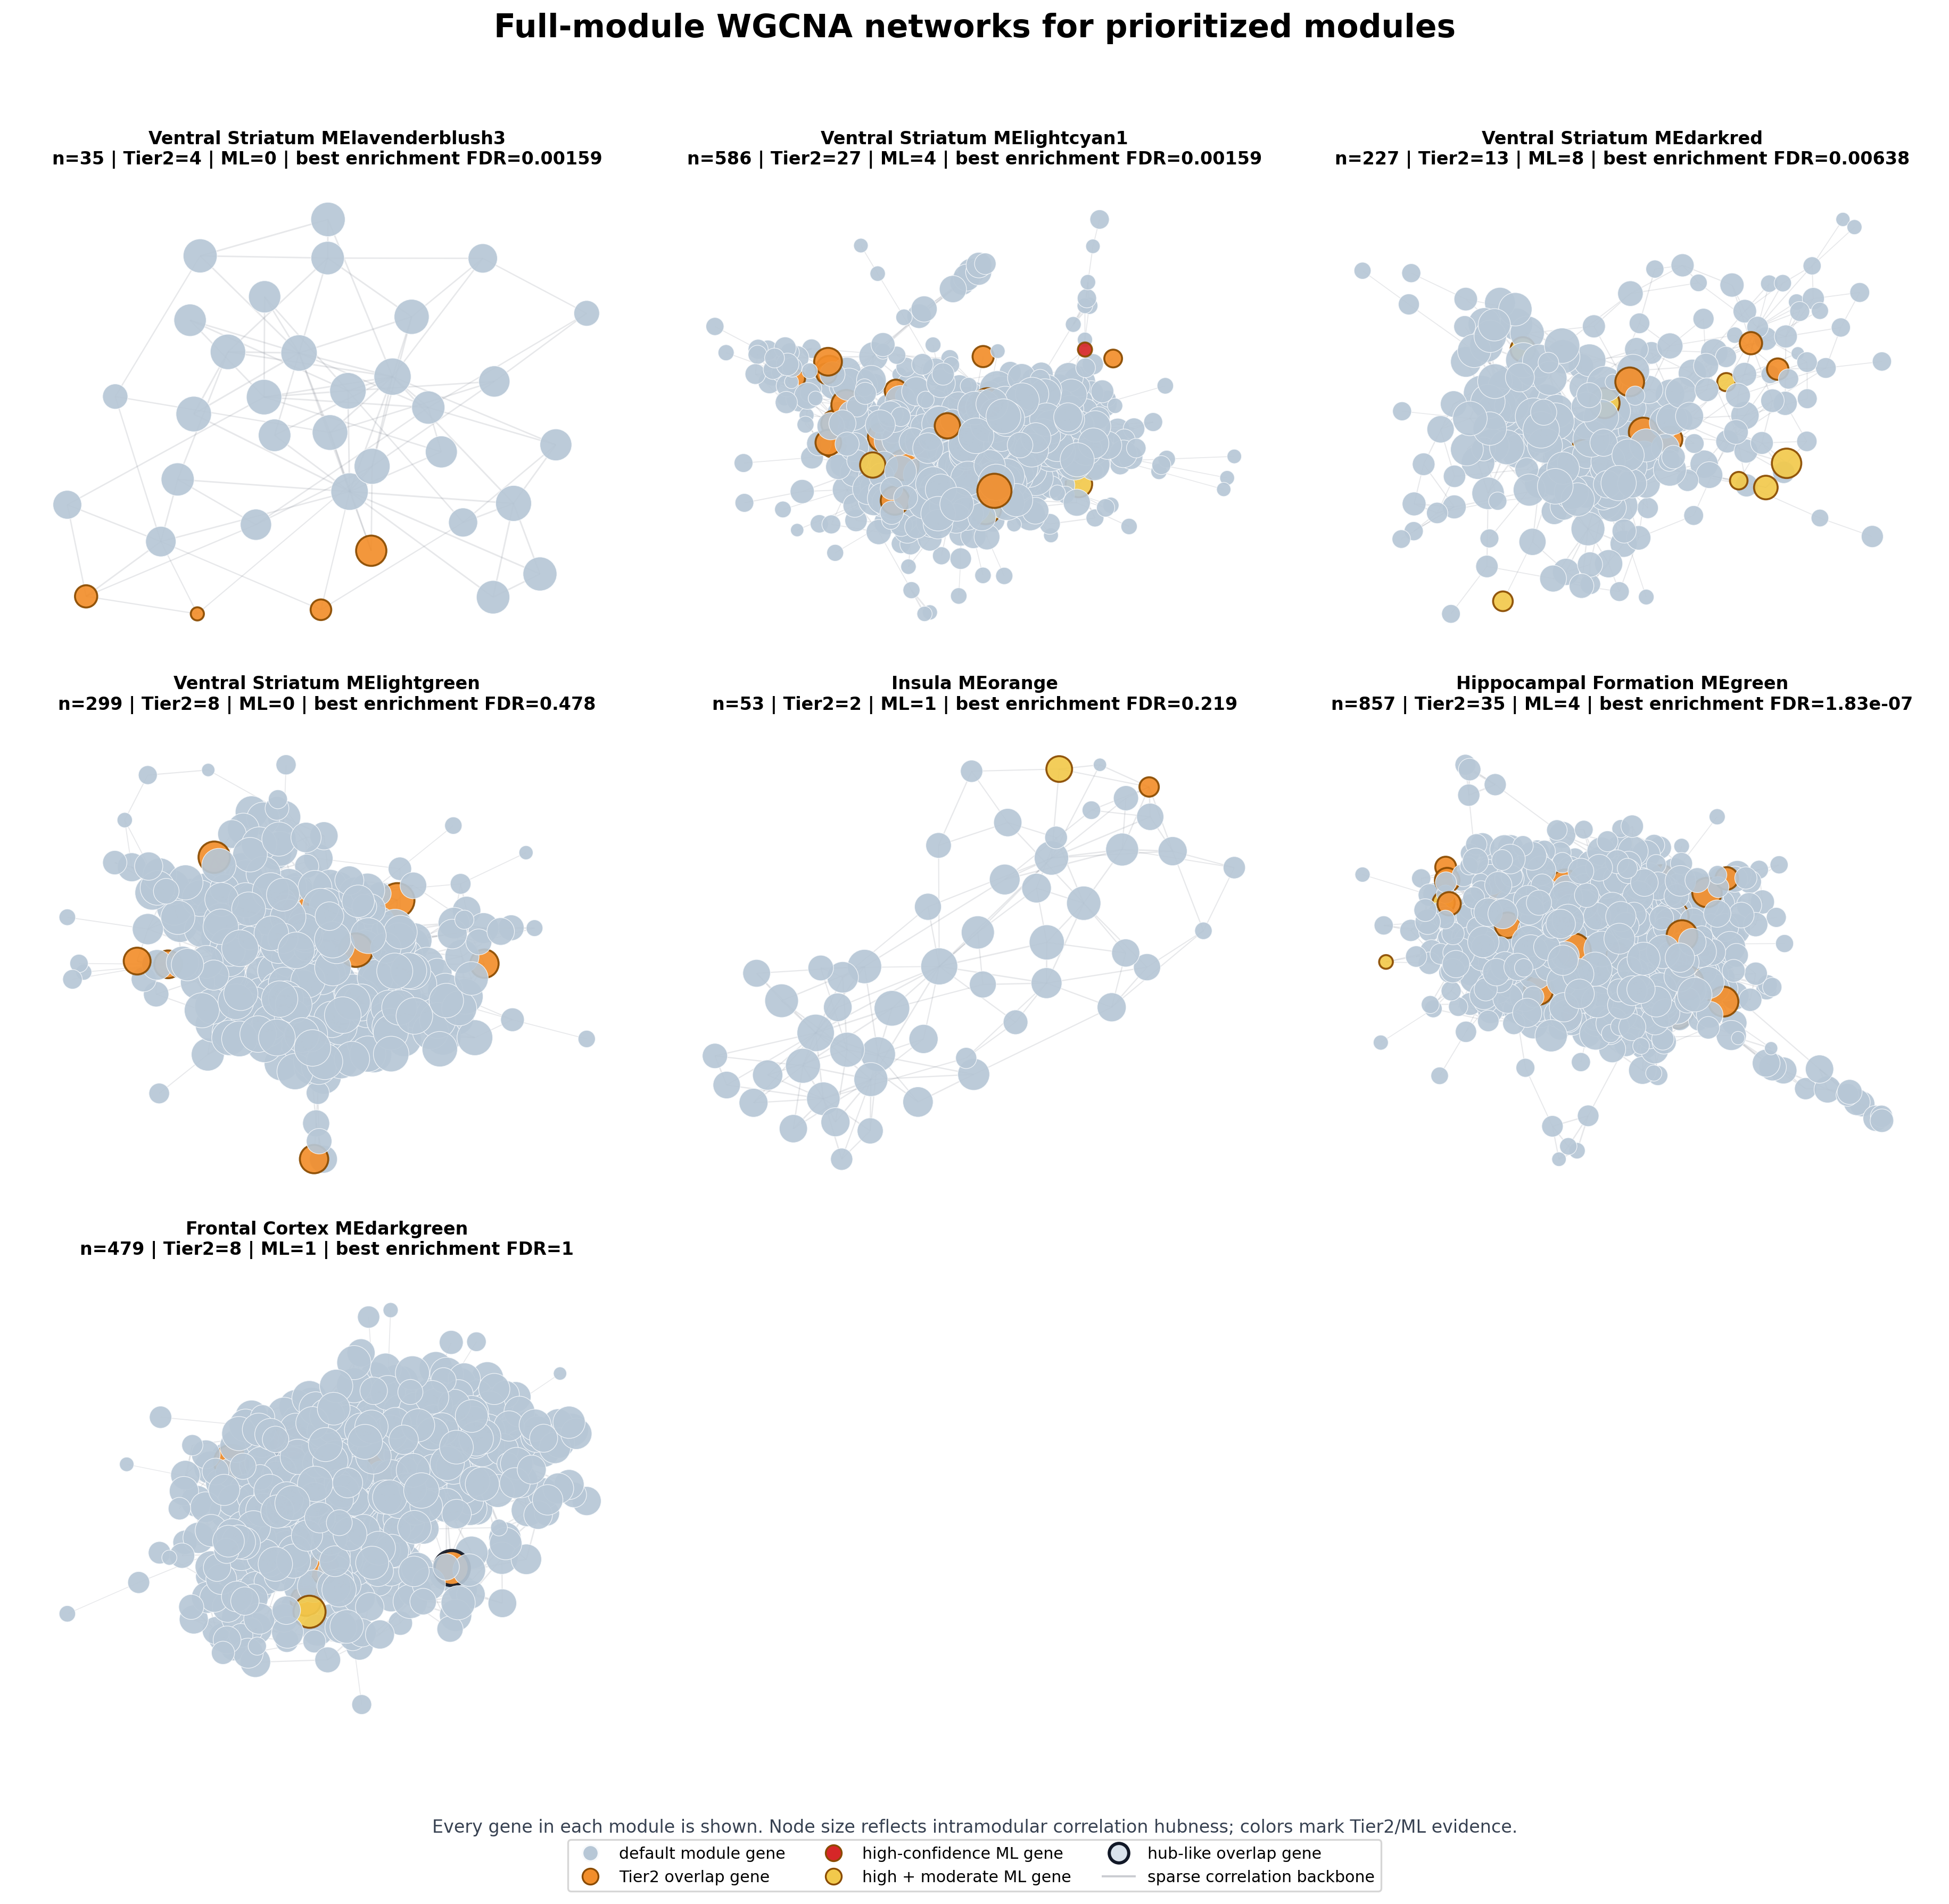 Full-module WGCNA networks for prioritized modules
Ventral Striatum MElavenderblush3
n=35 | Tier2=4 | ML=0 | best enrichment FDR=0.00159
Ventral Striatum MElightcyan1
n=586 | Tier2=27 | ML=4 | best enrichment FDR=0.00159
Ventral Striatum MEdarkred
n=227 | Tier2=13 | ML=8 | best enrichment FDR=0.00638
Ventral Striatum MElightgreen
n=299 | Tier2=8 | ML=0 | best enrichment FDR=0.478
Insula MEorange
n=53 | Tier2=2 | ML=1 | best enrichment FDR=0.219
Hippocampal Formation MEgreen
n=857 | Tier2=35 | ML=4 | best enrichment FDR=1.83e-07
Frontal Cortex MEdarkgreen
n=479 | Tier2=8 | ML=1 | best enrichment FDR=1
Every gene in each module is shown. Node size reflects intramodular correlation hubness; colors mark Tier2/ML evidence.
default module gene
Tier2 overlap gene
high-confidence ML gene
high + moderate ML gene
hub-like overlap gene
sparse correlation backbone